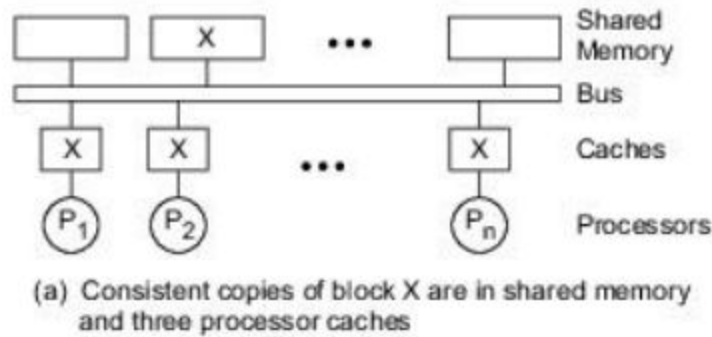 Shared
X
•••
Memory
Bus
X
X
X
Caches
•••
P1
P2
Pn
Processors
(a) Consistent copies of block X are in shared memory
and three processor caches